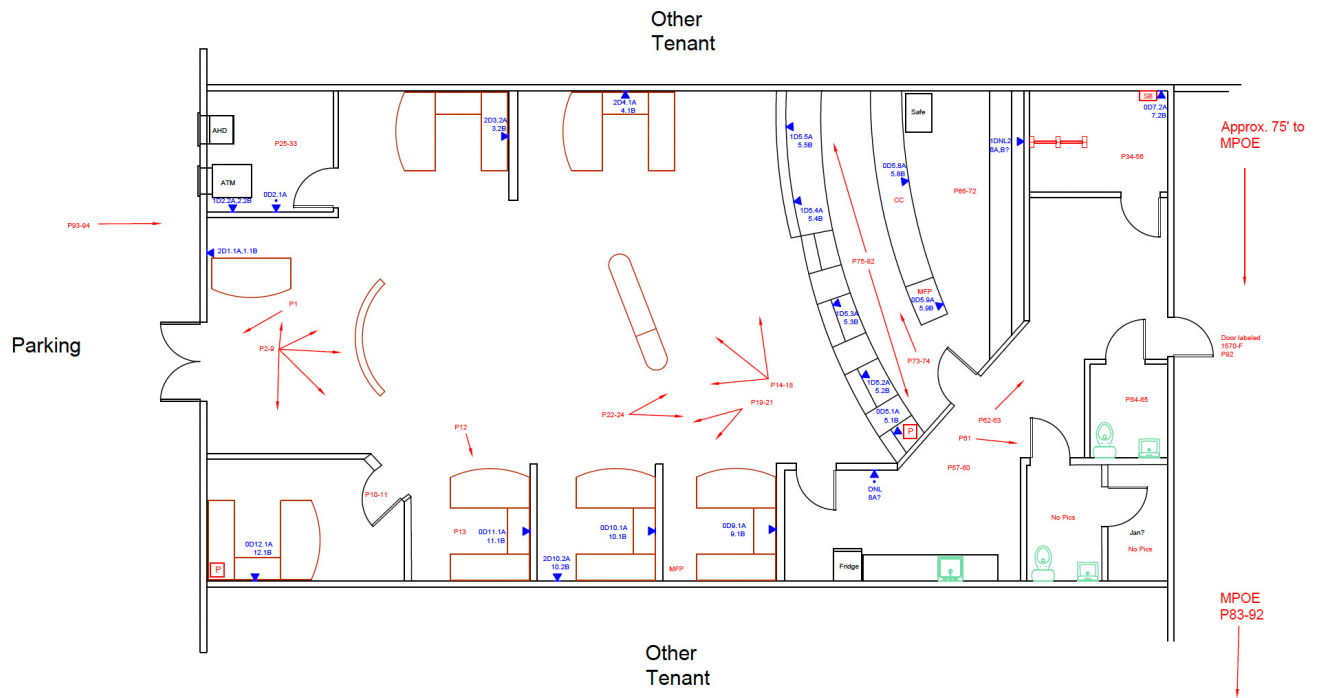 Other
Tenant
AHD
P25-33
ATM
1D2.2A,2.2B
0D2.1A
2D3.2A
3.2B
2D4.1A
4.1B
1D5.5A
5.5B
0D5.8A
5.8B
CC
Safe
P66-72
1DNL2
8A,B?
SB
0D7.2A
7.2B
P34-56
Approx. 75' to
MPOE
P93-94
2D1.1A,1.1B
1D5.4A
5.4B
P75-82
MFP
0D5.9A
5.9B
P1
1D5.3A
5.3B
Parking
P2-9
P73-74
Door labeled
1570-F
P92
P14-18
1D5.2A
5.2B
P22-24
P19-21
0D5.1A
5.1B
P
P62-63
P64-65
P12
P61
P10-11
DNL
8A?
P57-60
0D12.1A
12.1B
P
P13
0D11.1A
11.1B
2D10.2A
10.2B
0D10.1A
10.1B
MFP
0D9.1A
9.1B
Fridge
No Pics
Jan?
No Pics
MPOE
P83-92
Other
Tenant